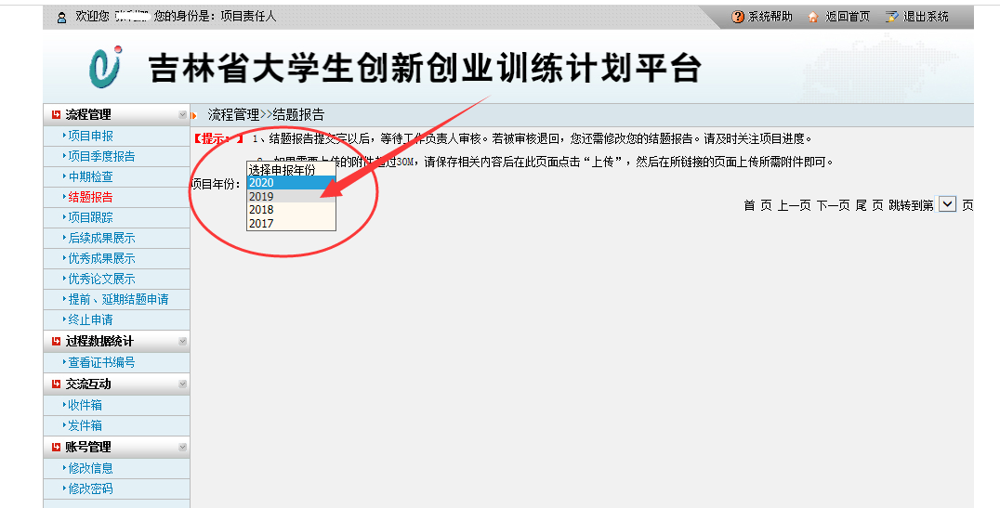 欢迎您 您的身份是：项目责任人
系统帮助 返回首页 退出系统
吉林省大学生创新创业训练计划平台
流程管理
项目申报
项目季度报告
中期检查
结题报告
项目跟踪
后续成果展示
优秀成果展示
优秀论文展示
提前、延期结题申请
终止申请
过程数据统计
查看证书编号
交流互动
收件箱
发件箱
账号管理
修改信息
修改密码
流程管理>>结题报告
【提示：】 1、结题报告提交完以后，等待工作负责人审核。若被审核退回，您还需修改您的结题报告。请及时关注项目进度。
如果需要上传的附件超过30M，请保存相关内容后在此页面点击“上传”，然后在所链接的页面上传所需附件即可。
项目年份：
选择申报年份
2020
2019
2018
2017
首 页 上一页 下一页 尾 页 跳转到第 页